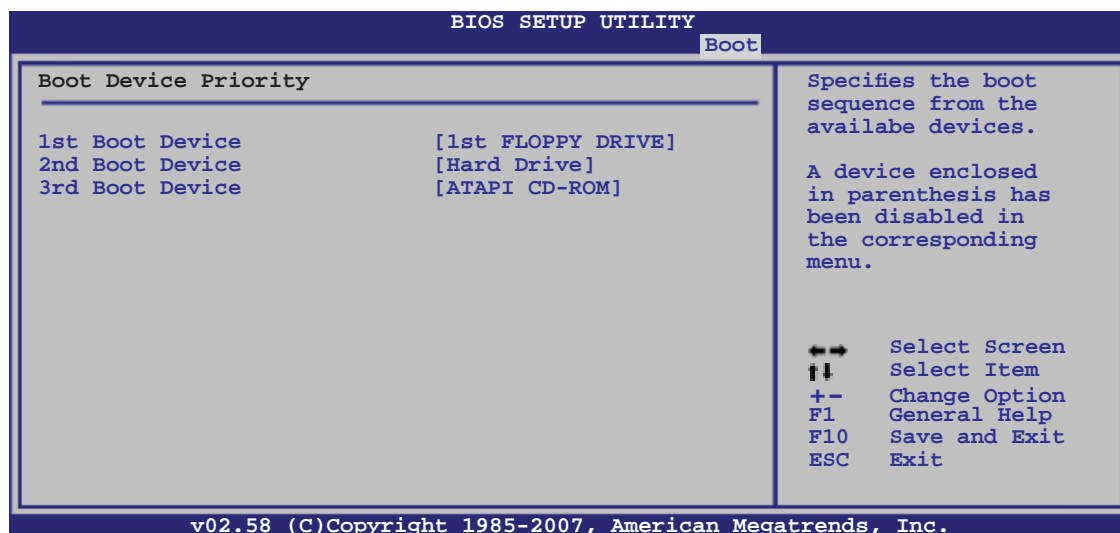 BIOS SETUP UTILITY
Boot
Boot Device Priority
1st Boot Device [1st FLOPPY DRIVE]
2nd Boot Device [Hard Drive]
3rd Boot Device [ATAPI CD-ROM]
Specifies the boot
sequence from the
availabe devices.
A device enclosed
in parenthesis has
been disabled in
the corresponding
menu.
←→ Select Screen
↑↓ Select Item
+- Change Option
F1 General Help
F10 Save and Exit
ESC Exit
v02.58 (C)Copyright 1985-2007, American Megatrends, Inc.